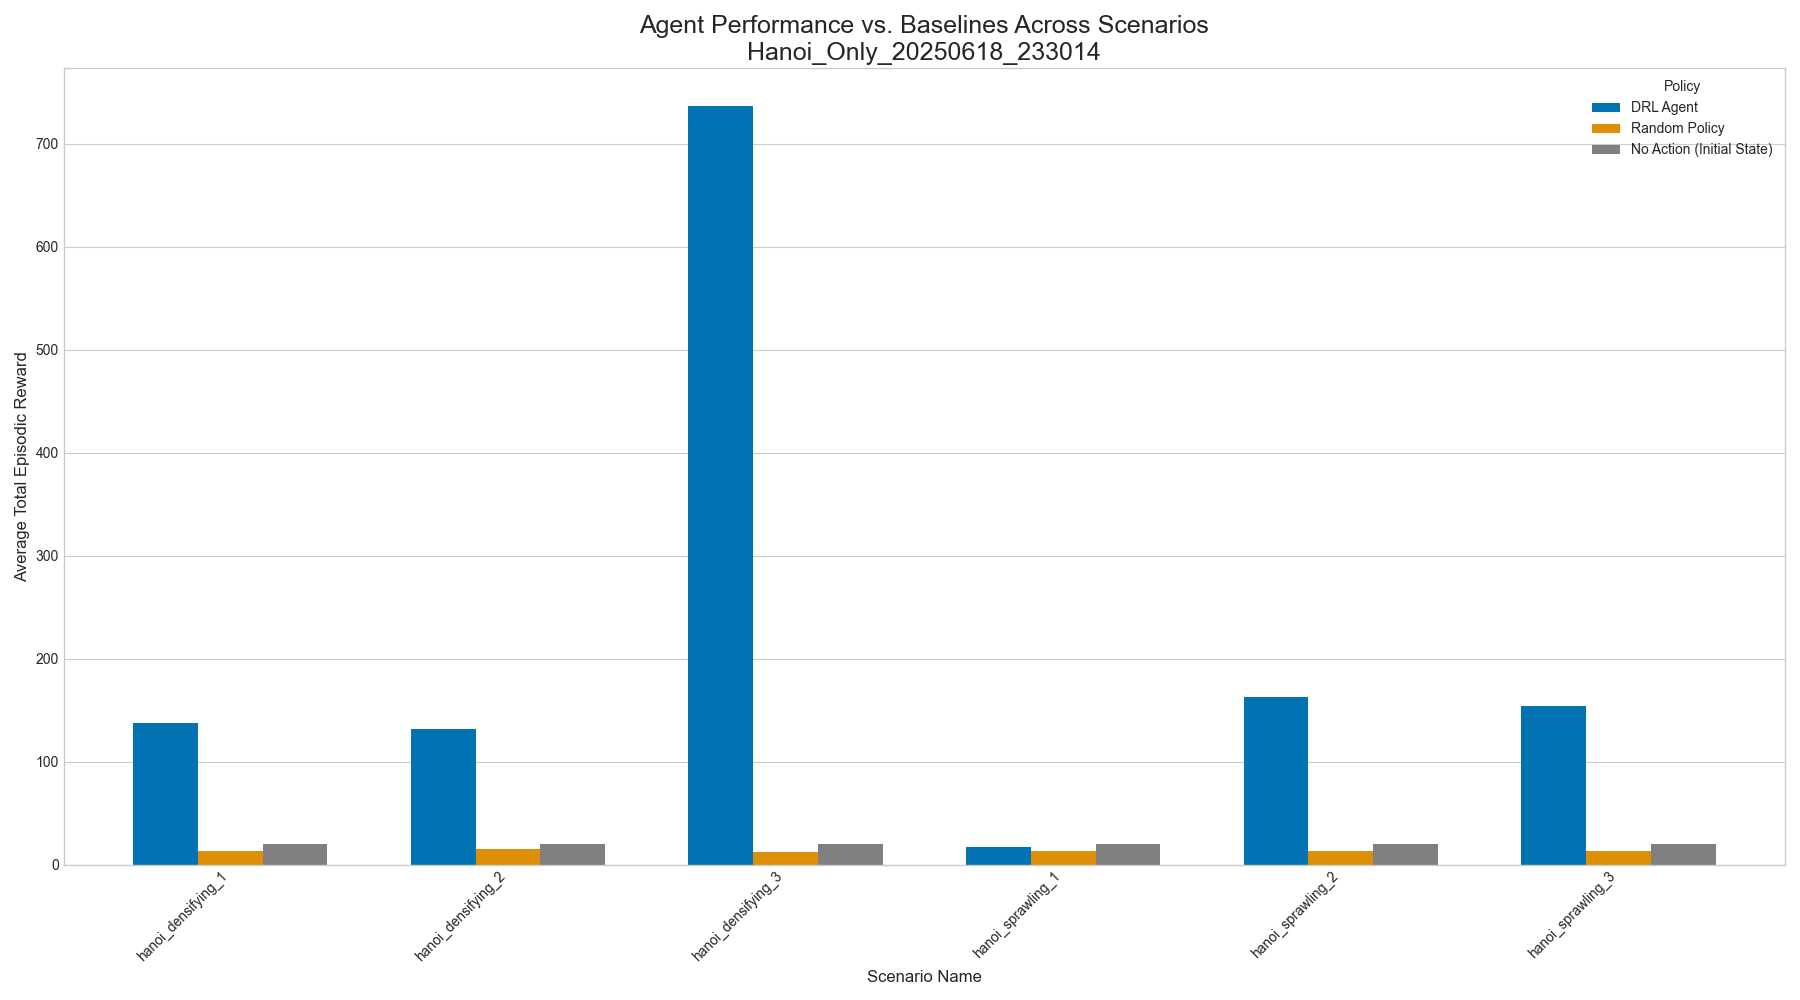 Agent Performance vs. Baselines Across Scenarios
Hanoi_Only_20250618_233014
Policy
DRL Agent
Random Policy
No Action (Initial State)
Average Total Episodic Reward
700
600
500
400
300
200
100
0
hanoi_densifying_1
hanoi_densifying_2
hanoi_densifying_3
hanoi_sprawling_1
hanoi_sprawling_2
hanoi_sprawling_3
Scenario Name